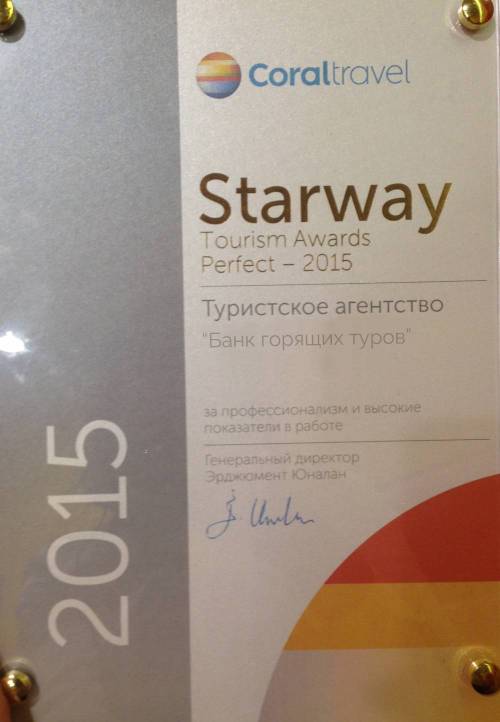 Coraltravel
Starway
Tourism Awards
Perfect – 2015
Туристское агентство
"Банк горящих туров"
за профессионализм и высокие
показатели в работе
Генеральный директор
Эрджюмент Юналан
2015